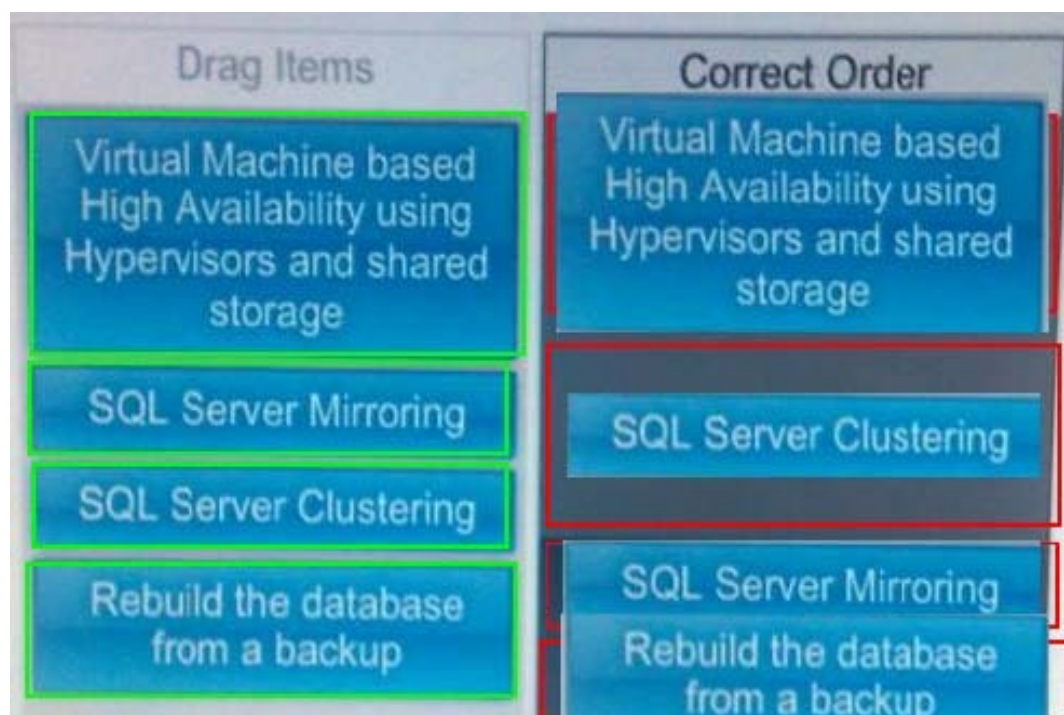 Drag Items
Virtual Machine based
High Availability using
Hypervisors and shared
storage
SQL Server Mirroring
SQL Server Clustering
Rebuild the database
from a backup
Correct Order
Virtual Machine based
High Availability using
Hypervisors and shared
storage
SQL Server Clustering
SQL Server Mirroring
Rebuild the database
from a backup